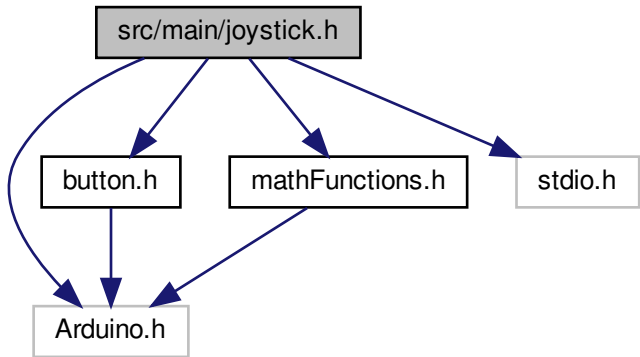 src/main/joystick.h
button.h
mathFunctions.h
stdio.h
Arduino.h